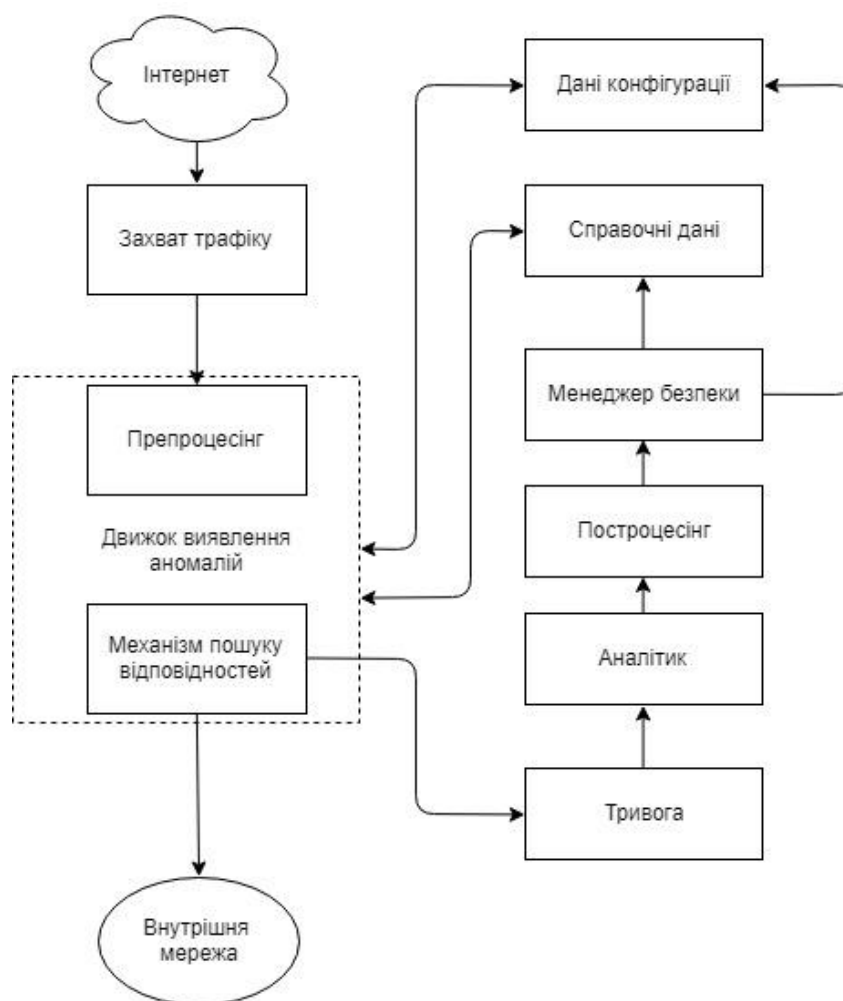 Інтернет
Захват трафіку
Препроцесінг
Движок виявлення
аномалій
Механізм пошуку
відповідностей
Внутрішня
мережа
Дані конфігурації
Справочні дані
Менеджер безпеки
Построцесінг
Аналітик
Тривога